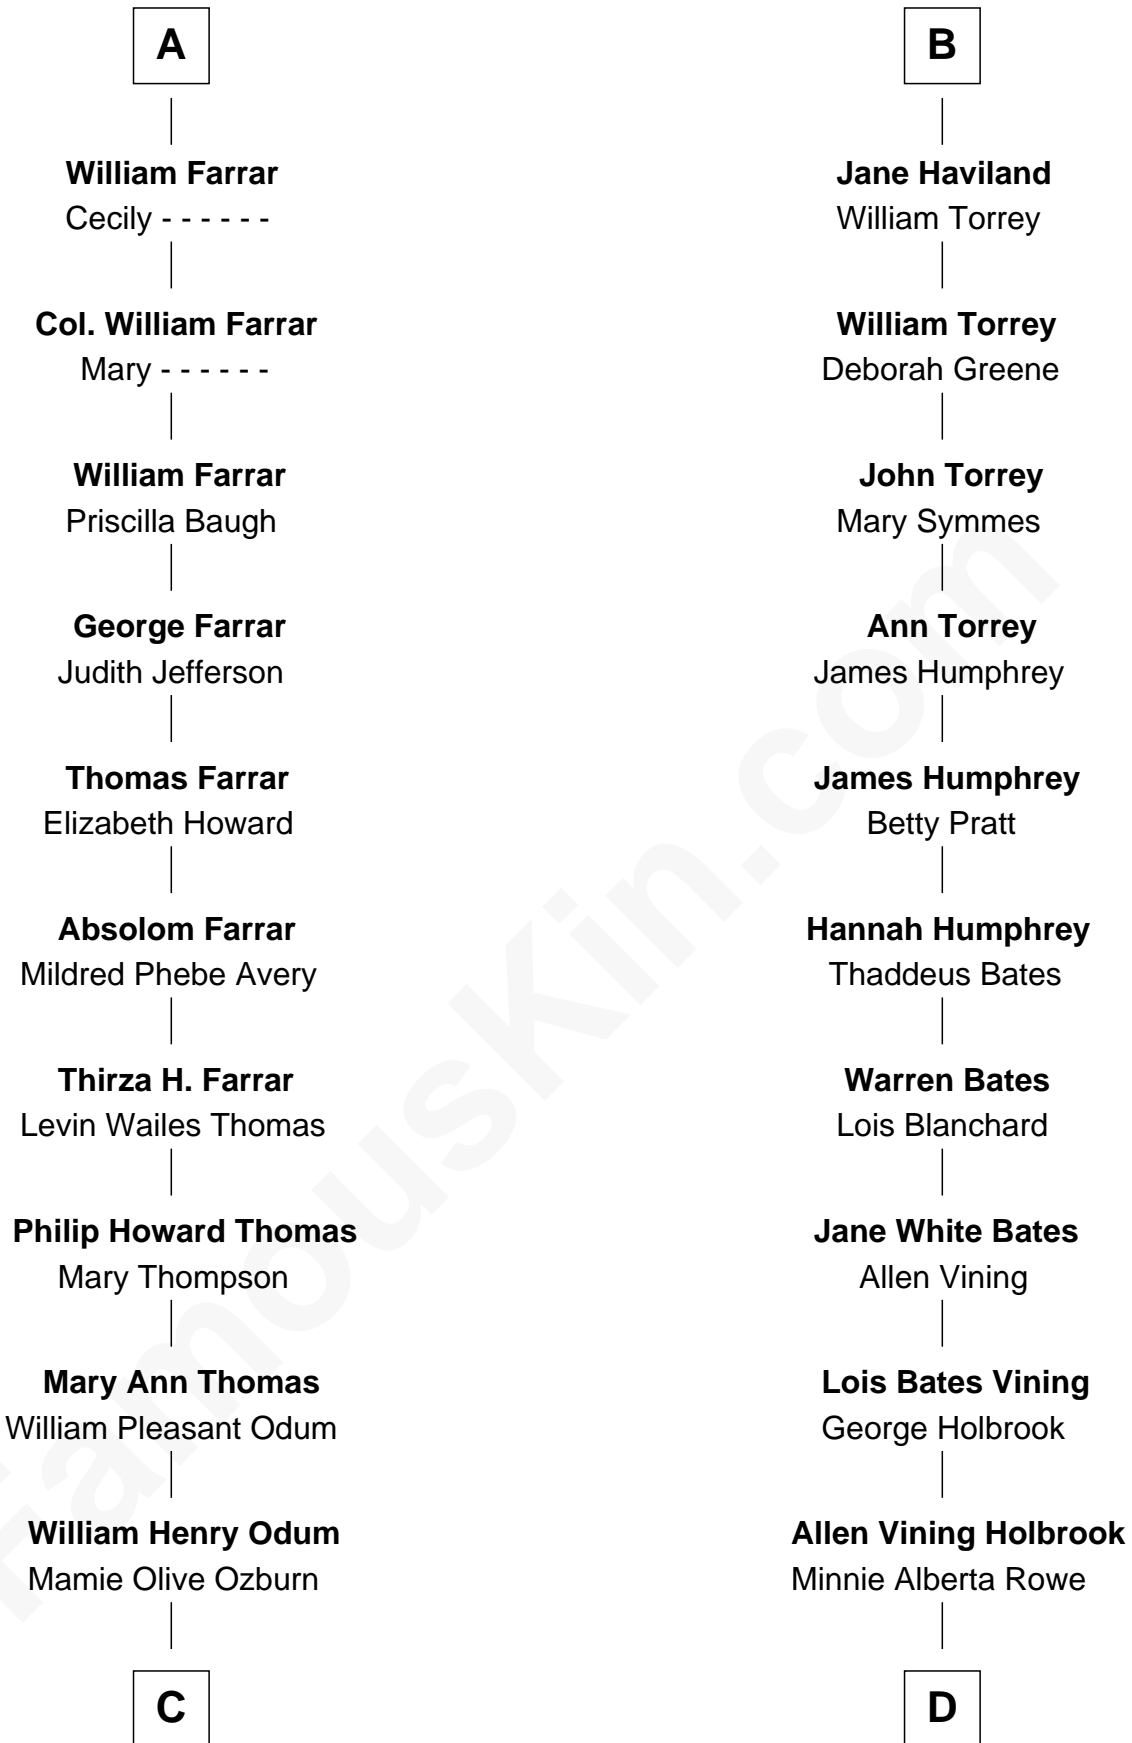 A
William Farrar
Cecily - - - - - -
Col. William Farrar
Mary - - - - - -
William Farrar
Priscilla Baugh
George Farrar
Judith Jefferson
Thomas Farrar
Elizabeth Howard
Absolom Farrar
Mildred Phebe Avery
Thirza H. Farrar
Levin Wailes Thomas
Philip Howard Thomas
Mary Thompson
Mary Ann Thomas
William Pleasant Odum
William Henry Odum
Mamie Olive Ozburn
C
B
Jane Haviland
William Torrey
William Torrey
Deborah Greene
John Torrey
Mary Symmes
Ann Torrey
James Humphrey
James Humphrey
Betty Pratt
Hannah Humphrey
Thaddeus Bates
Warren Bates
Lois Blanchard
Jane White Bates
Allen Vining
Lois Bates Vining
George Holbrook
Allen Vining Holbrook
Minnie Alberta Rowe
D
FamousKin.com